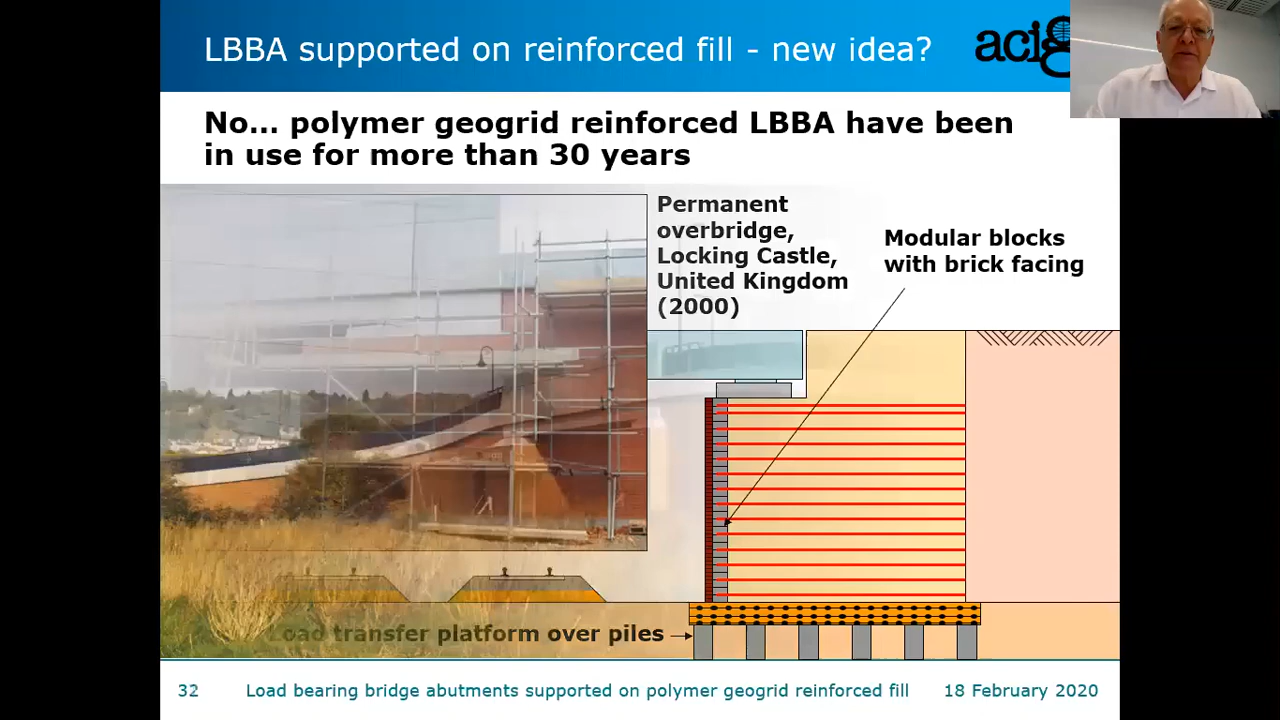 LBBA supported on reinforced fill - new idea?
acig
No... polymer geogrid reinforced LBBA have been
in use for more than 30 years
Permanent
overbridge,
Locking Castle,
United Kingdom
(2000)
Modular blocks
with brick facing
Load transfer platform over piles
32
Load bearing bridge abutments supported on polymer geogrid reinforced fill
18 February 2020